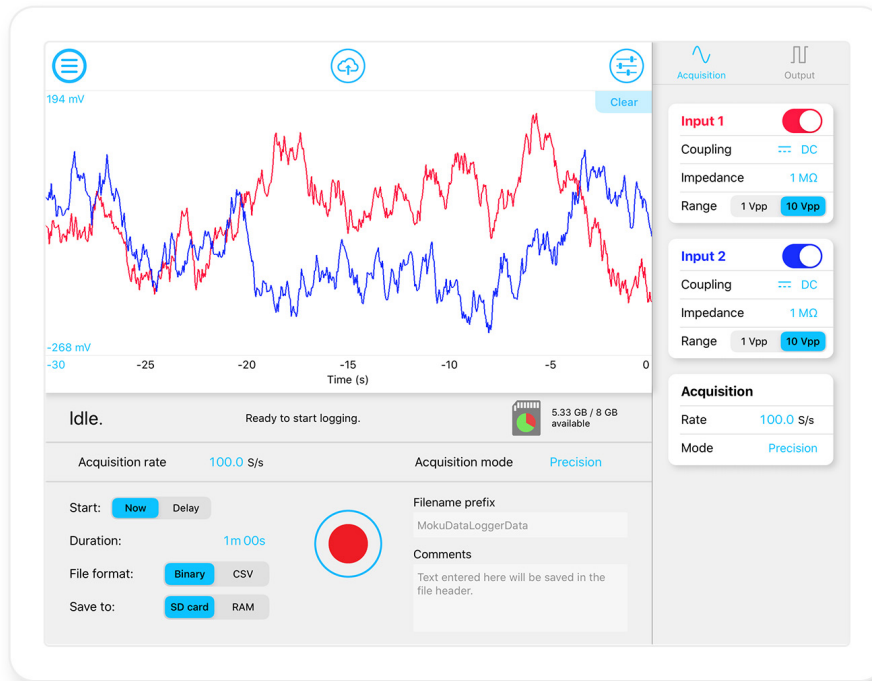 Acquisition
Output
194 mV
Clear
-268 mV
-30 -25 -20 -15 -10 -5 0
Time (s)
Input 1
Coupling DC
Impedance 1 MΩ
Range 1 Vpp 10 Vpp
Input 2
Coupling DC
Impedance 1 MΩ
Range 1 Vpp 10 Vpp
Acquisition
Rate 100.0 S/s
Mode Precision
Idle.
Ready to start logging.
5.33 GB / 8 GB
available
Acquisition rate 100.0 S/s
Acquisition mode Precision
Start: Now Delay
Duration: 1m 00s
File format: Binary CSV
Save to: SD card RAM
Filename prefix
MokuDataLoggerData
Comments
Text entered here will be saved in the
file header.